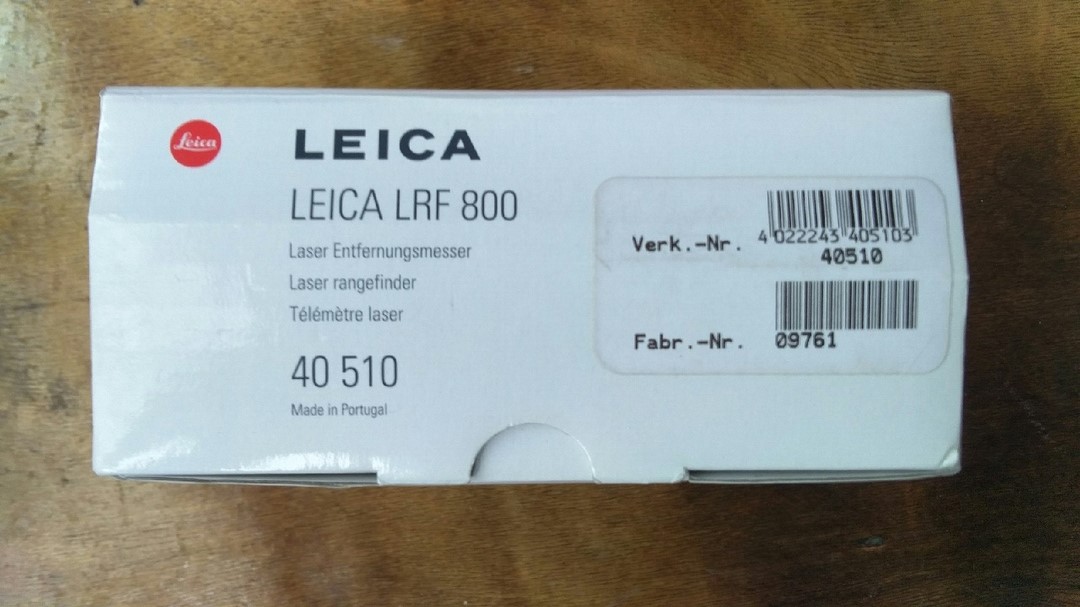 Leica
LEICA
LEICA LRF 800
Laser Entfernungsmesser
Laser rangefinder
Télémètre laser
40 510
Made in Portugal
Verk.-Nr.
4 022243 405103
40510
Fabr.-Nr. 09761